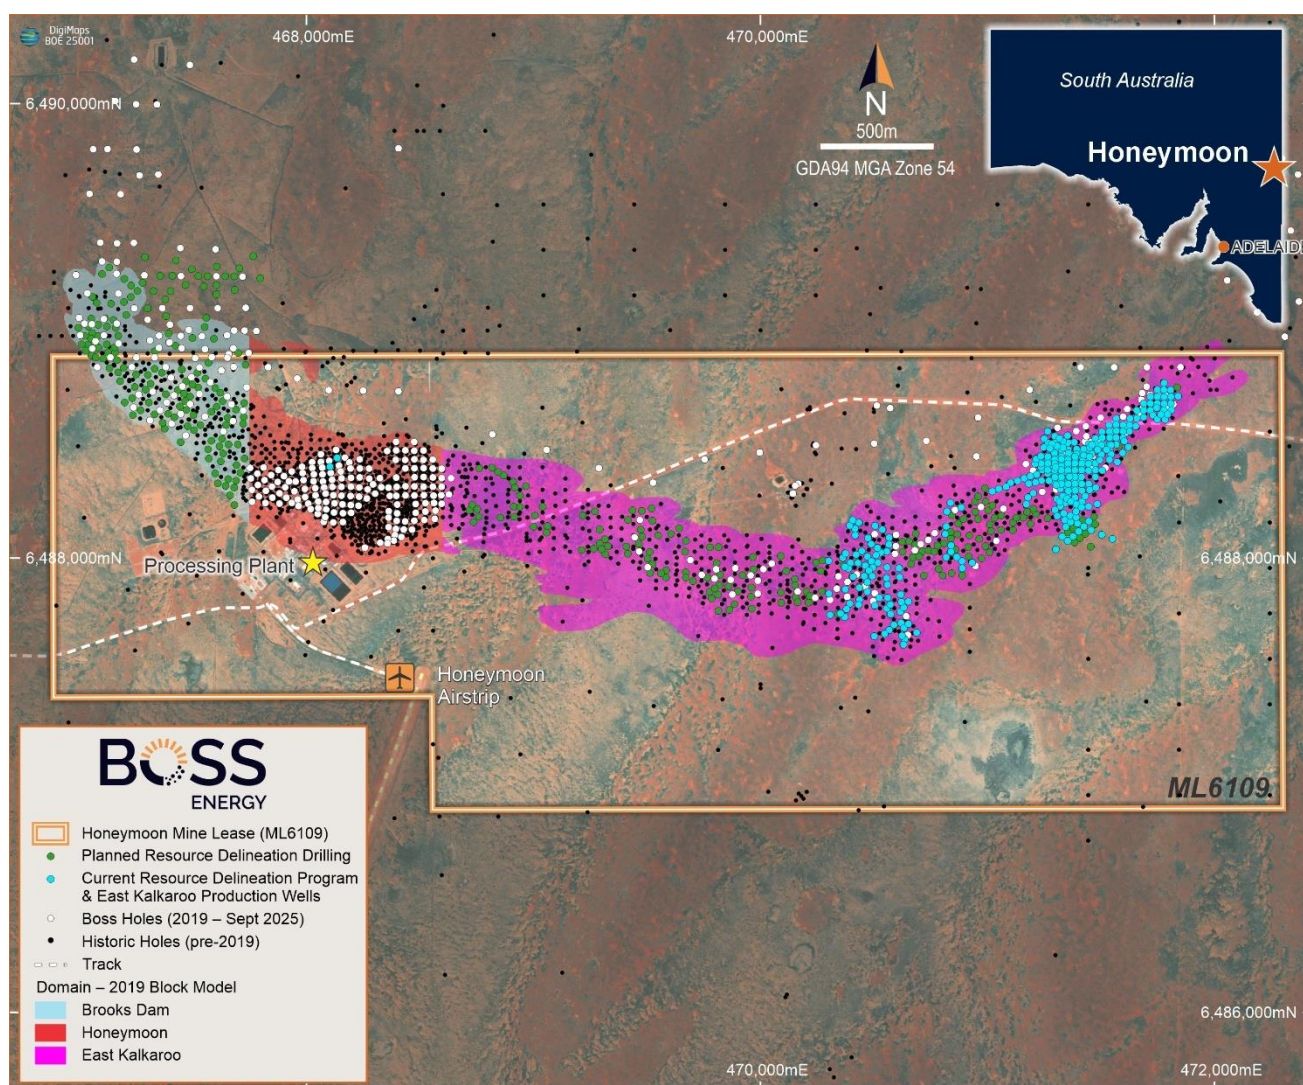 DigiMaps
BOE 25001
468,000mE
470,000mE
6,490,000mN
N
500m
GDA94 MGA Zone 54
South Australia
Honeymoon
ADELAIDE
Processing Plant
6,488,000mN
6,488,000mN
Honeymoon
Airstrip
ML6109
BOSS
ENERGY
Honeymoon Mine Lease (ML6109)
Planned Resource Delineation Drilling
Current Resource Delineation Program
& East Kalkaroo Production Wells
Boss Holes (2019 – Sept 2025)
Historic Holes (pre-2019)
Track
Domain – 2019 Block Model
Brooks Dam
Honeymoon
East Kalkaroo
6,486,000mN
470,000mE
472,000mE